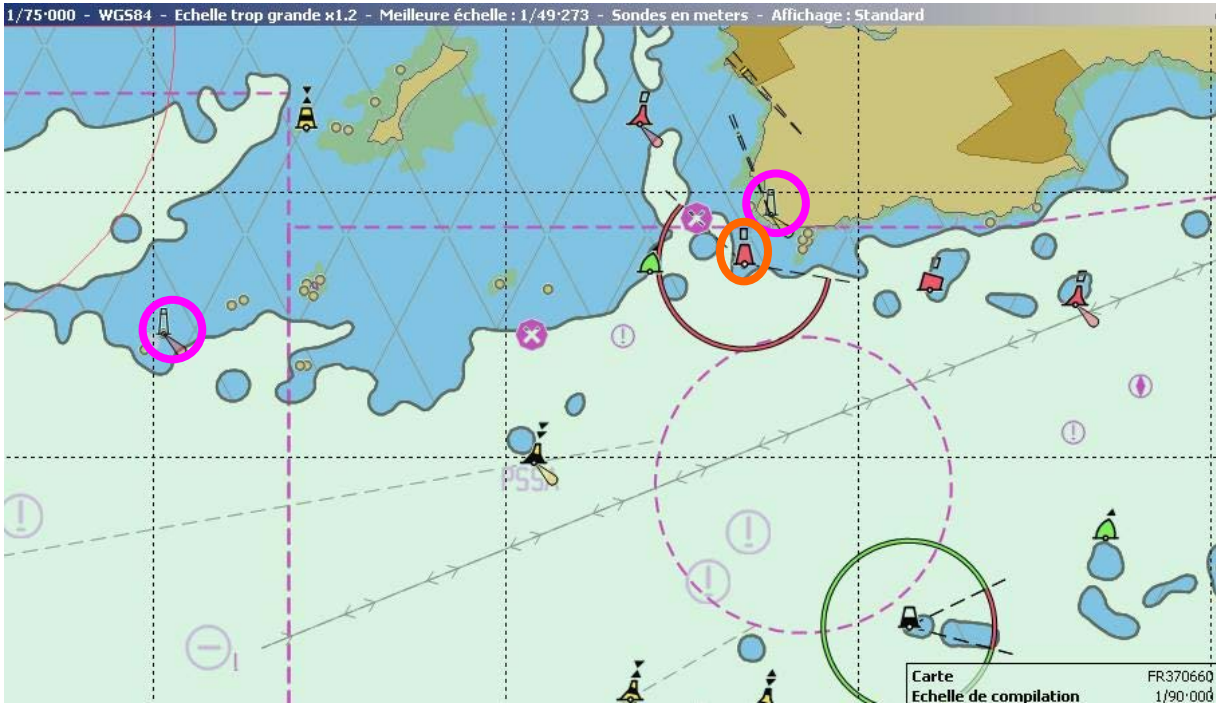 1/75·000 - WGS84 - Echelle trop grande x1.2 - Meilleure échelle : 1/49·273 - Sondes en meters - Affichage : Standard
PSSA
Carte FR370660
Echelle de compilation 1/90·000